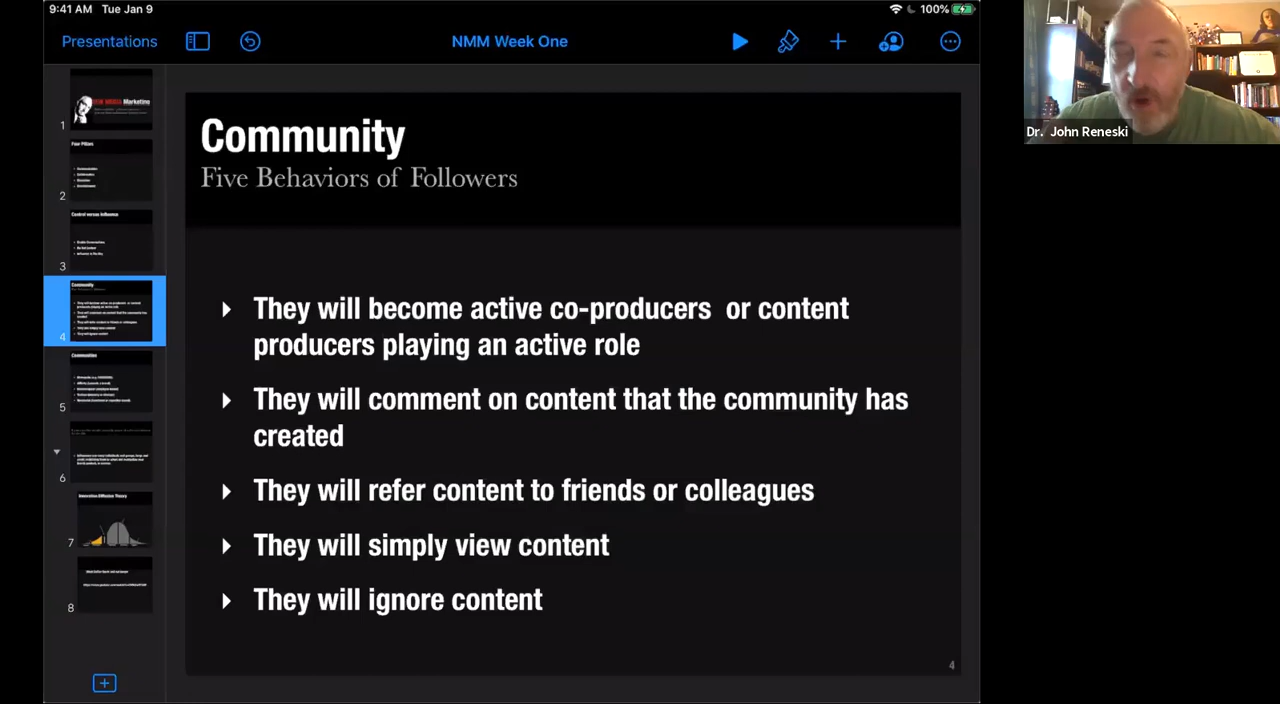 9:41 AM Tue Jan 9
100%
Presentations
NMM Week One
Dr. John Reneski
Community
Five Behaviors of Followers
They will become active co-producers or content
producers playing an active role
They will comment on content that the community has
created
They will refer content to friends or colleagues
They will simply view content
They will ignore content
4
Marketing
1
Four Pillars
2
Control versus Influence
3
Community
4
Communities
5
6
Innovation Diffusion Theory
7
8